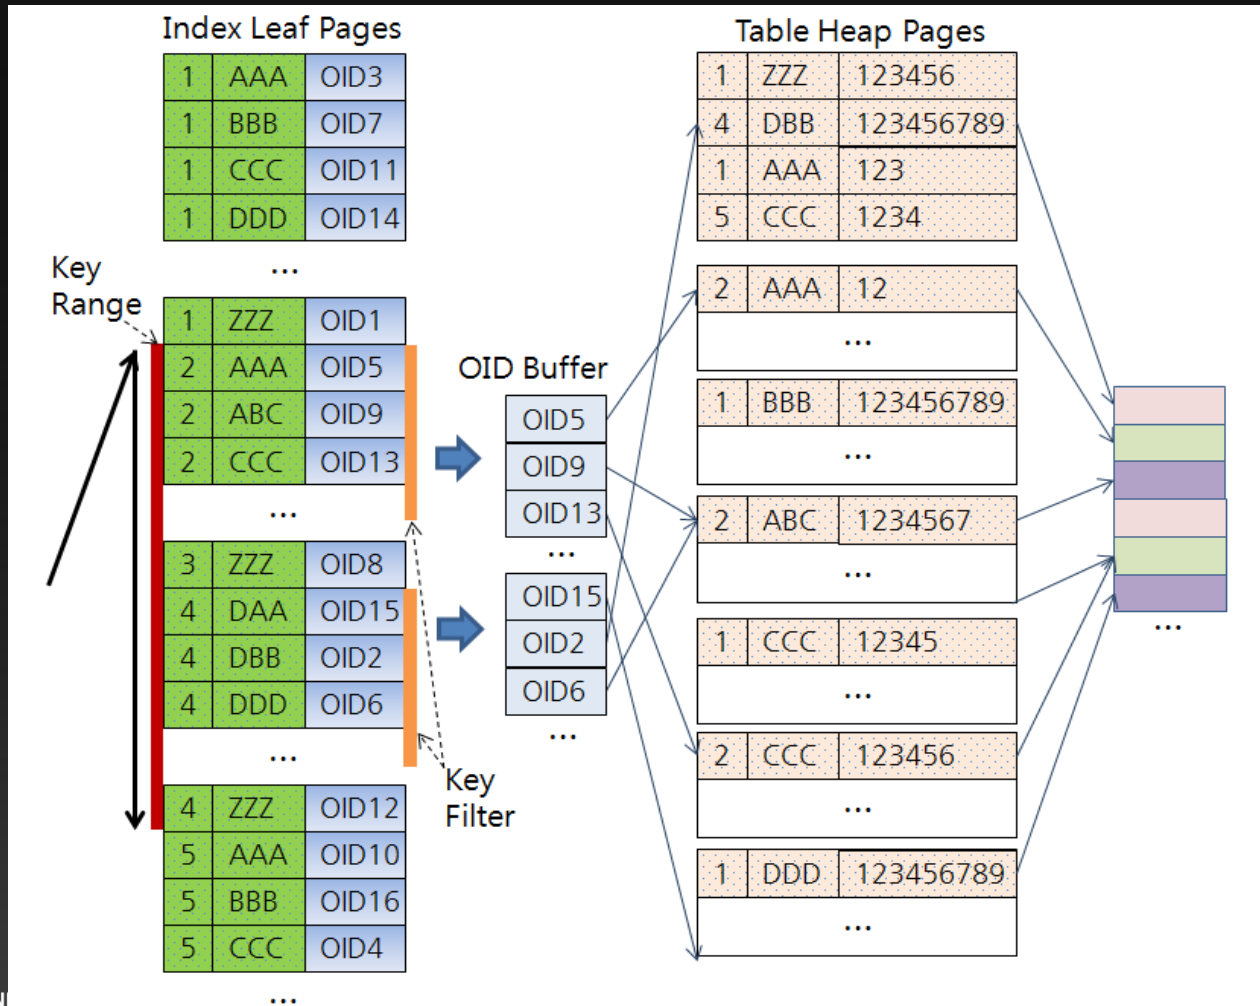 Index Leaf Pages
1 AAA OID3
1 BBB OID7
1 CCC OID11
1 DDD OID14
...
Key
Range
1 ZZZ OID1
2 AAA OID5
2 ABC OID9
2 CCC OID13
...
3 ZZZ OID8
4 DAA OID15
4 DBB OID2
4 DDD OID6
...
4 ZZZ OID12
5 AAA OID10
5 BBB OID16
5 CCC OID4
...
Key
Filter
OID Buffer
OID5
OID9
OID13
...
OID15
OID2
OID6
...
Table Heap Pages
1 ZZZ 123456
4 DBB 123456789
1 AAA 123
5 CCC 1234
2 AAA 12
...
1 BBB 123456789
...
2 ABC 1234567
...
1 CCC 12345
...
2 CCC 123456
...
1 DDD 123456789
...
...